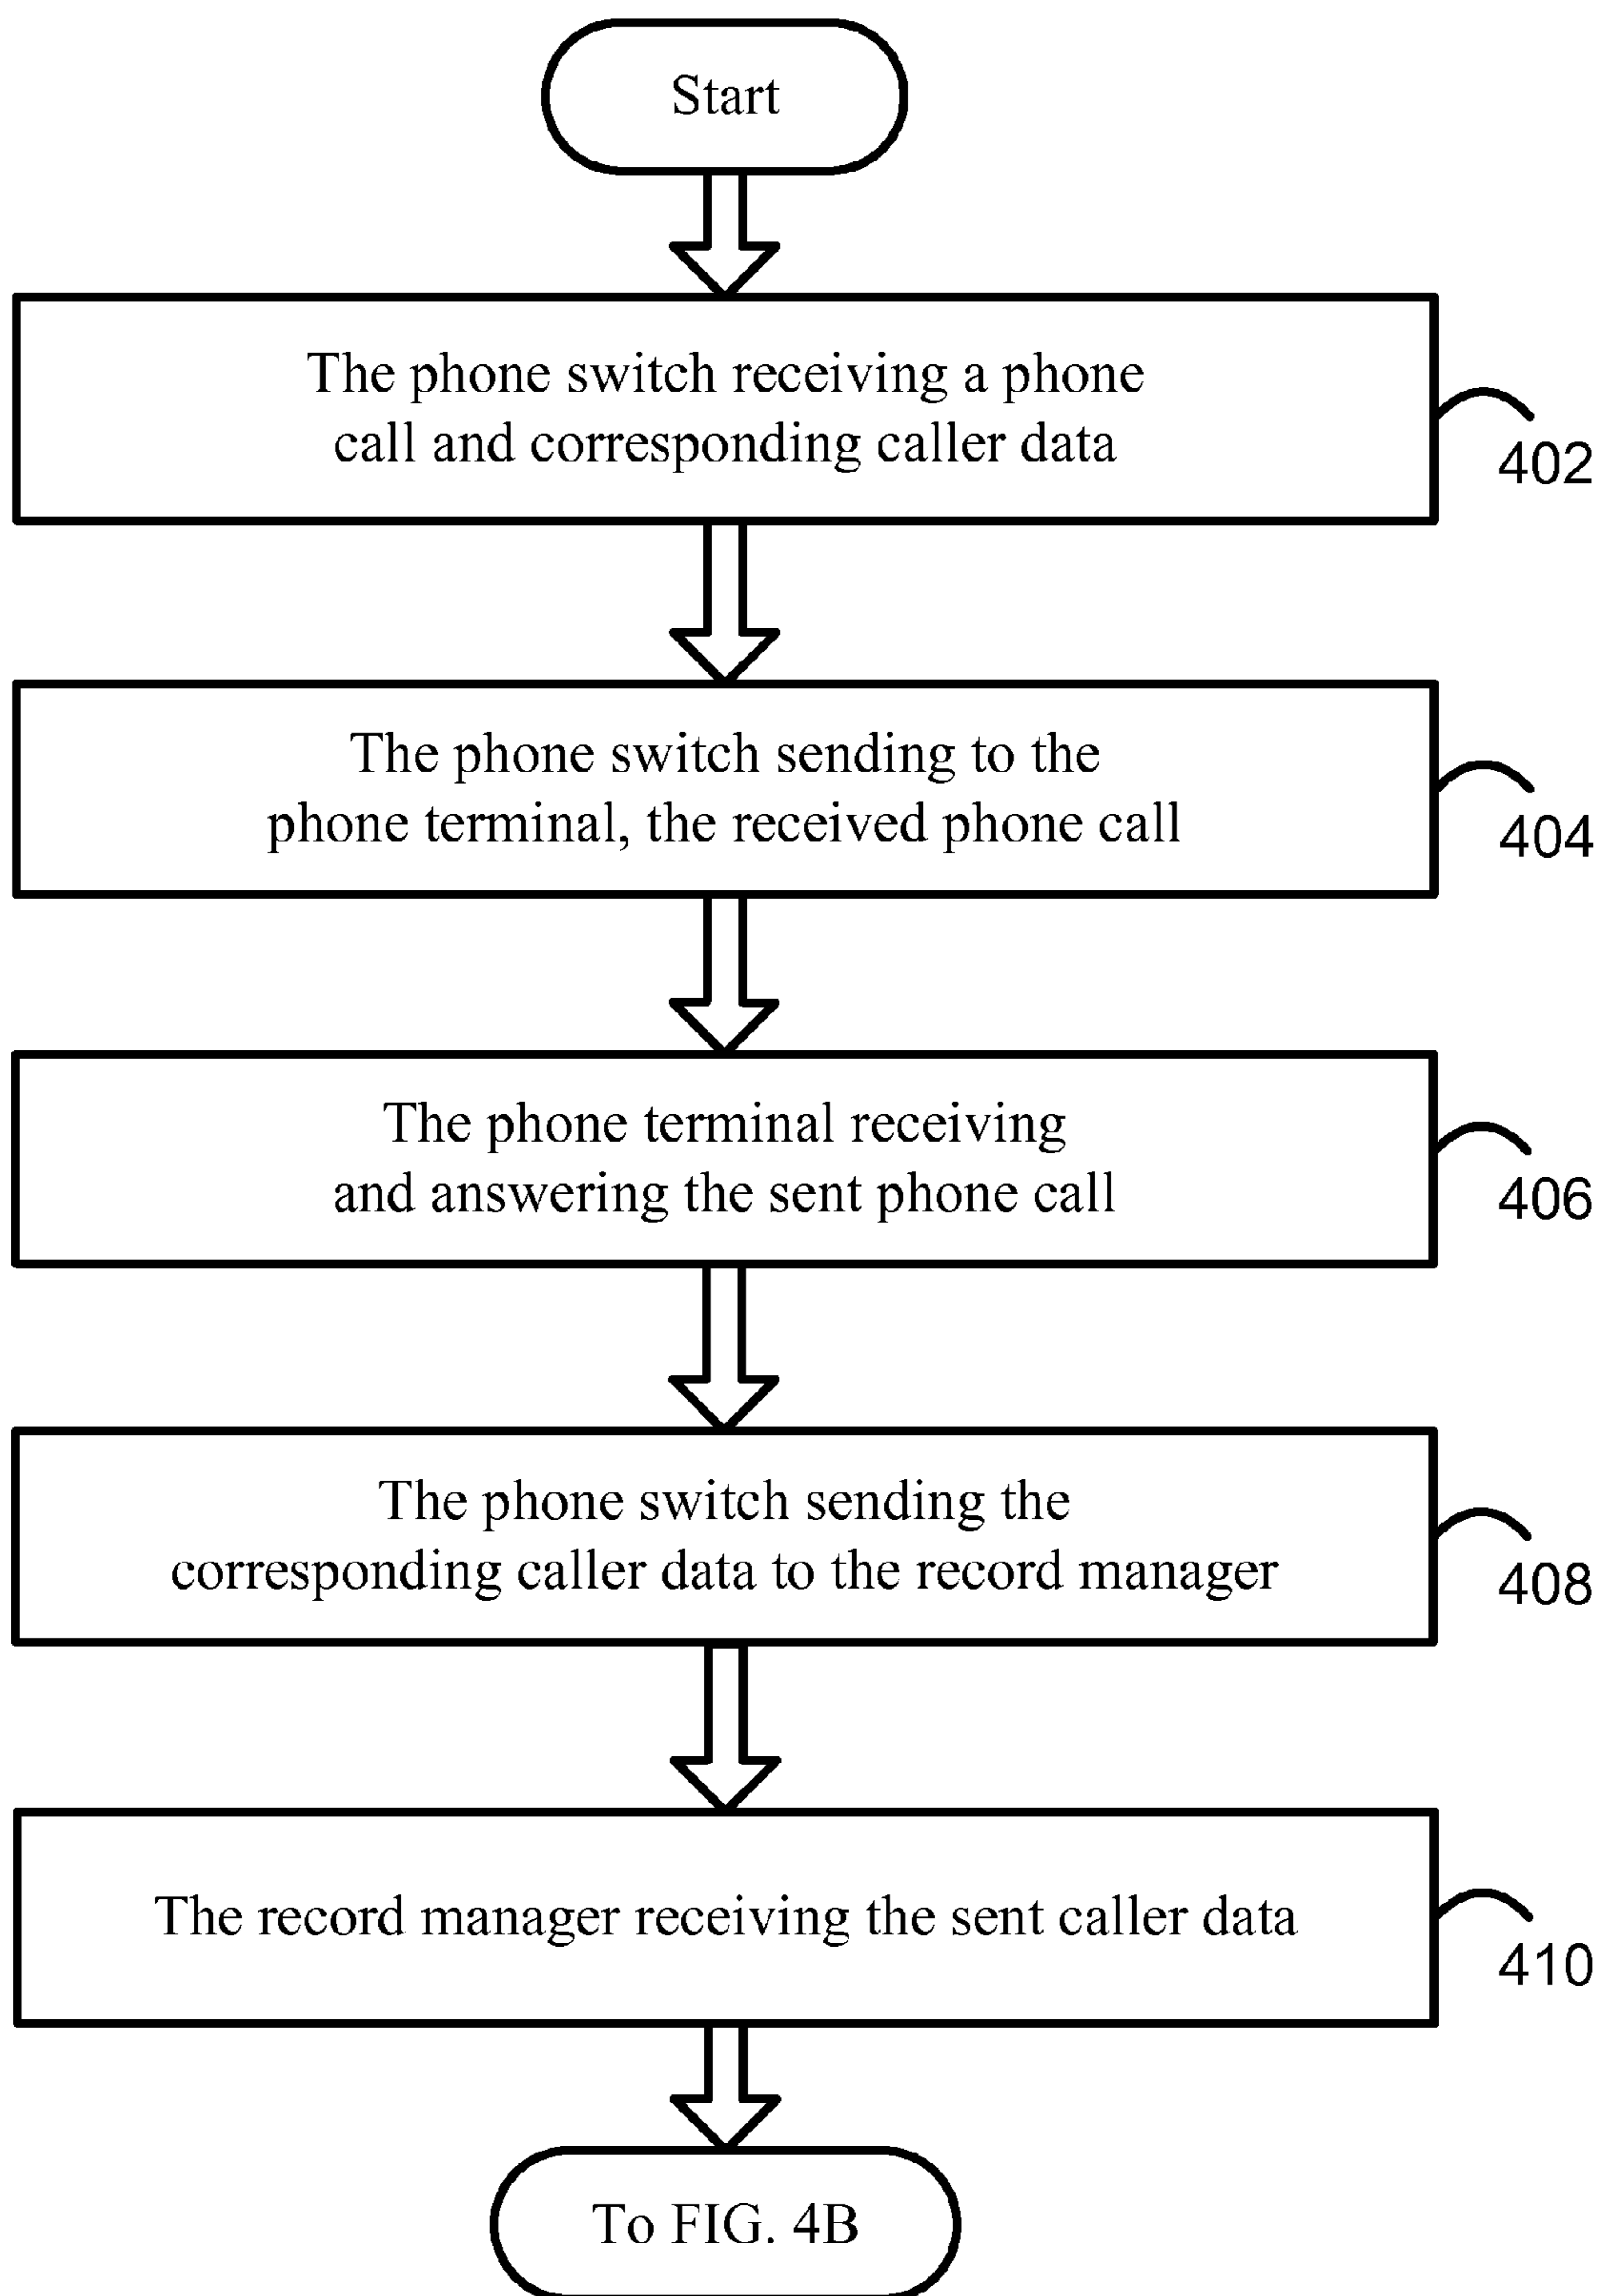 Start
The phone switch receiving a phone
call and corresponding caller data
402
The phone switch sending to the
phone terminal, the received phone call
404
The phone terminal receiving
and answering the sent phone call
406
The phone switch sending the
corresponding caller data to the record manager
408
The record manager receiving the sent caller data
410
To FIG. 4B